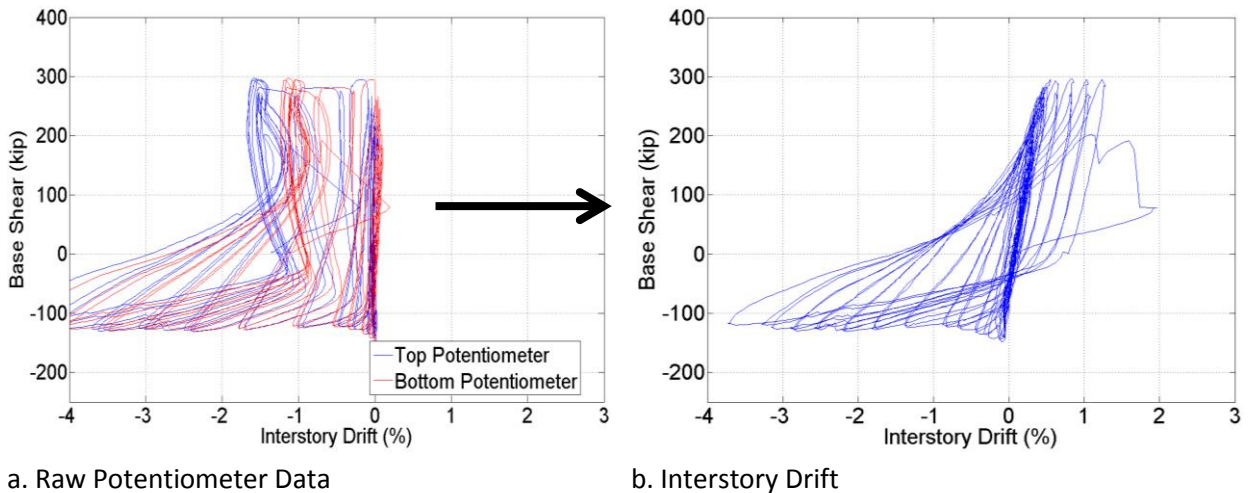 400
300
200
100
0
-100
-200
Base Shear (kip)
-4 -3 -2 -1 0 1 2 3
Interstory Drift (%)
Top Potentiometer
Bottom Potentiometer
400
300
200
100
0
-100
-200
Base Shear (kip)
-4 -3 -2 -1 0 1 2 3
Interstory Drift (%)
a. Raw Potentiometer Data
b. Interstory Drift